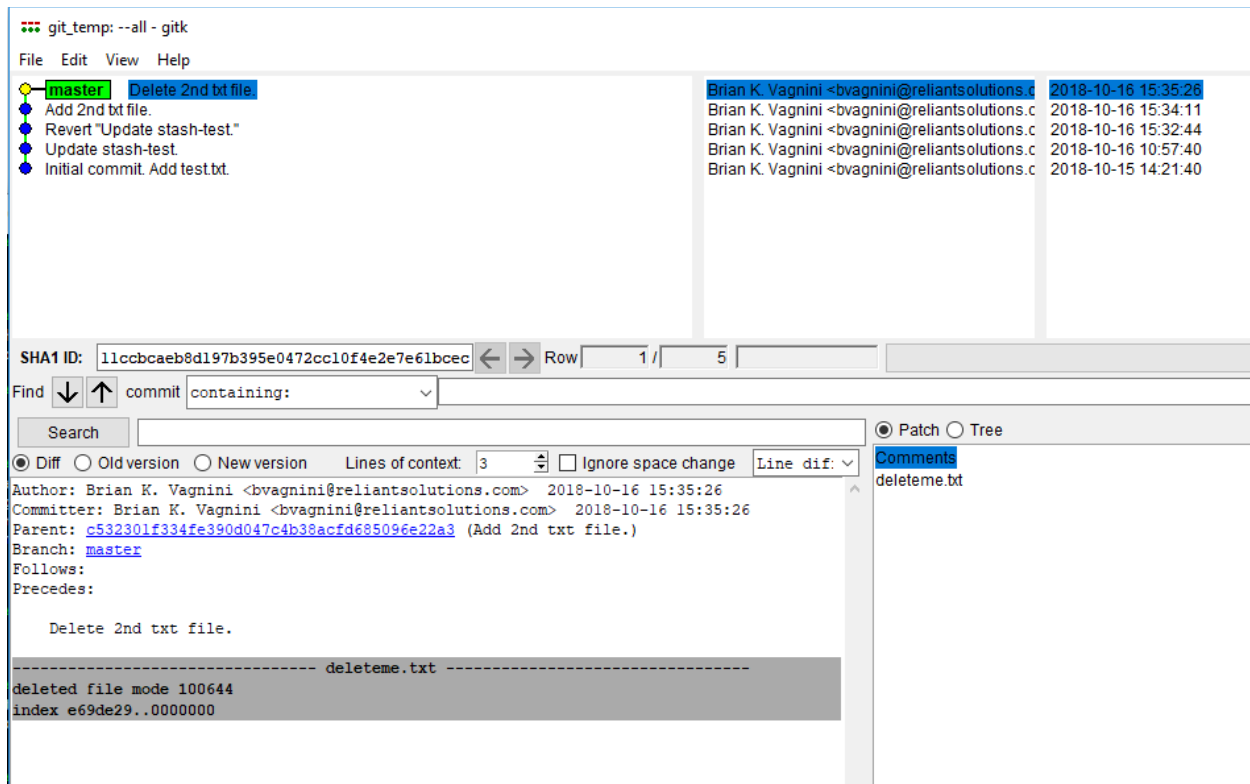 git_temp: --all - gitk
File Edit View Help
master Delete 2nd txt file. Brian K. Vagnini <bvagnini@reliantsolutions.c 2018-10-16 15:35:26
Add 2nd txt file. Brian K. Vagnini <bvagnini@reliantsolutions.c 2018-10-16 15:34:11
Revert "Update stash-test." Brian K. Vagnini <bvagnini@reliantsolutions.c 2018-10-16 15:32:44
Update stash-test. Brian K. Vagnini <bvagnini@reliantsolutions.c 2018-10-16 10:57:40
Initial commit. Add test.txt. Brian K. Vagnini <bvagnini@reliantsolutions.c 2018-10-15 14:21:40
SHA1 ID: 11ccbcaeb8d197b395e0472cc10f4e2e7e61bcec Row 1 / 5
Find commit containing:
Search Patch Tree
Diff Old version New version Lines of context: 3 Ignore space change Line dif: Comments
deleteme.txt
Author: Brian K. Vagnini <bvagnini@reliantsolutions.com> 2018-10-16 15:35:26
Committer: Brian K. Vagnini <bvagnini@reliantsolutions.com> 2018-10-16 15:35:26
Parent: c532301f334fe390d047c4b38acfd685096e22a3 (Add 2nd txt file.)
Branch: master
Follows:
Precedes:
Delete 2nd txt file.
--------------------------------- deleteme.txt ---------------------------------
deleted file mode 100644
index e69de29..0000000